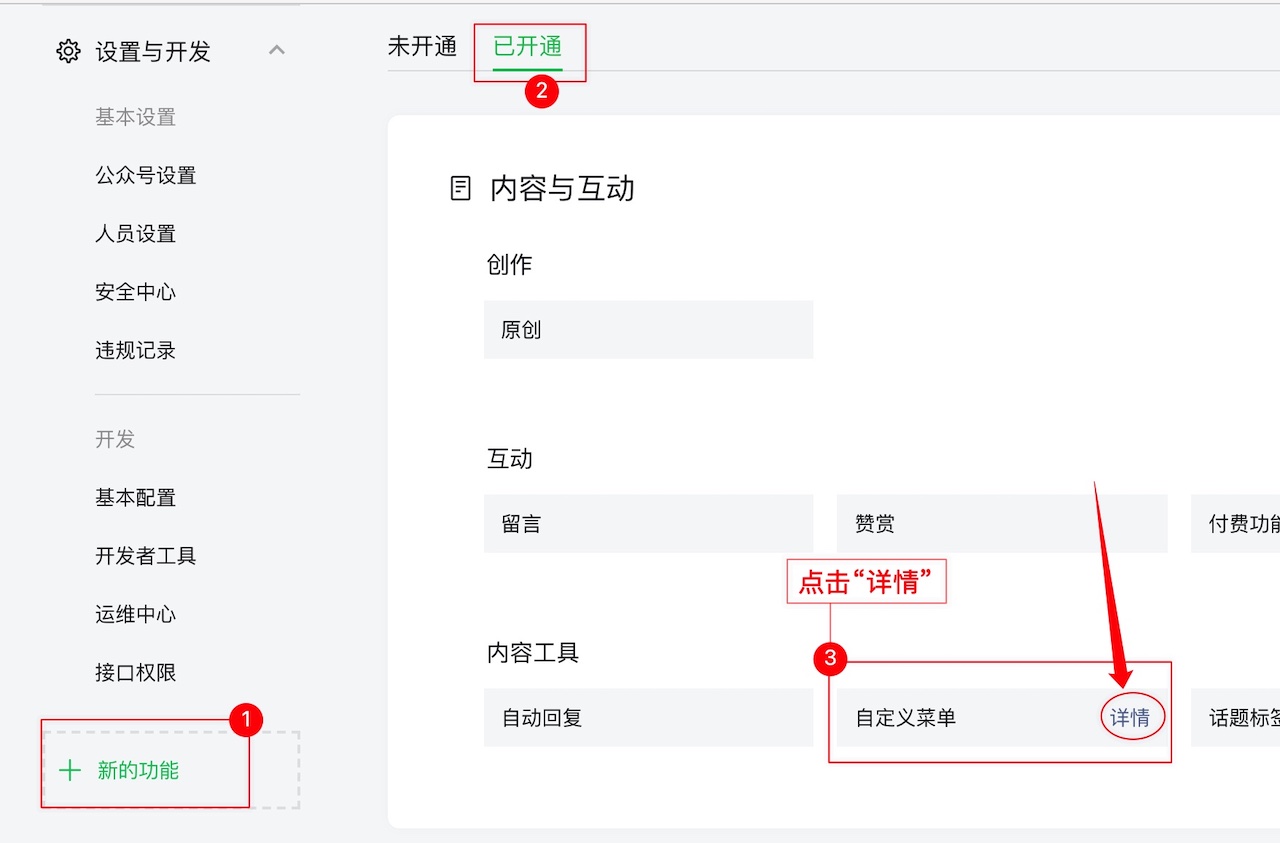 设置与开发
基本设置
公众号设置
人员设置
安全中心
违规记录
开发
基本配置
开发者工具
运维中心
接口权限
1
新的功能
未开通
已开通
2
内容与互动
创作
原创
互动
留言
赞赏
付费功能
点击“详情”
内容工具
3
自动回复
自定义菜单
详情
话题标签